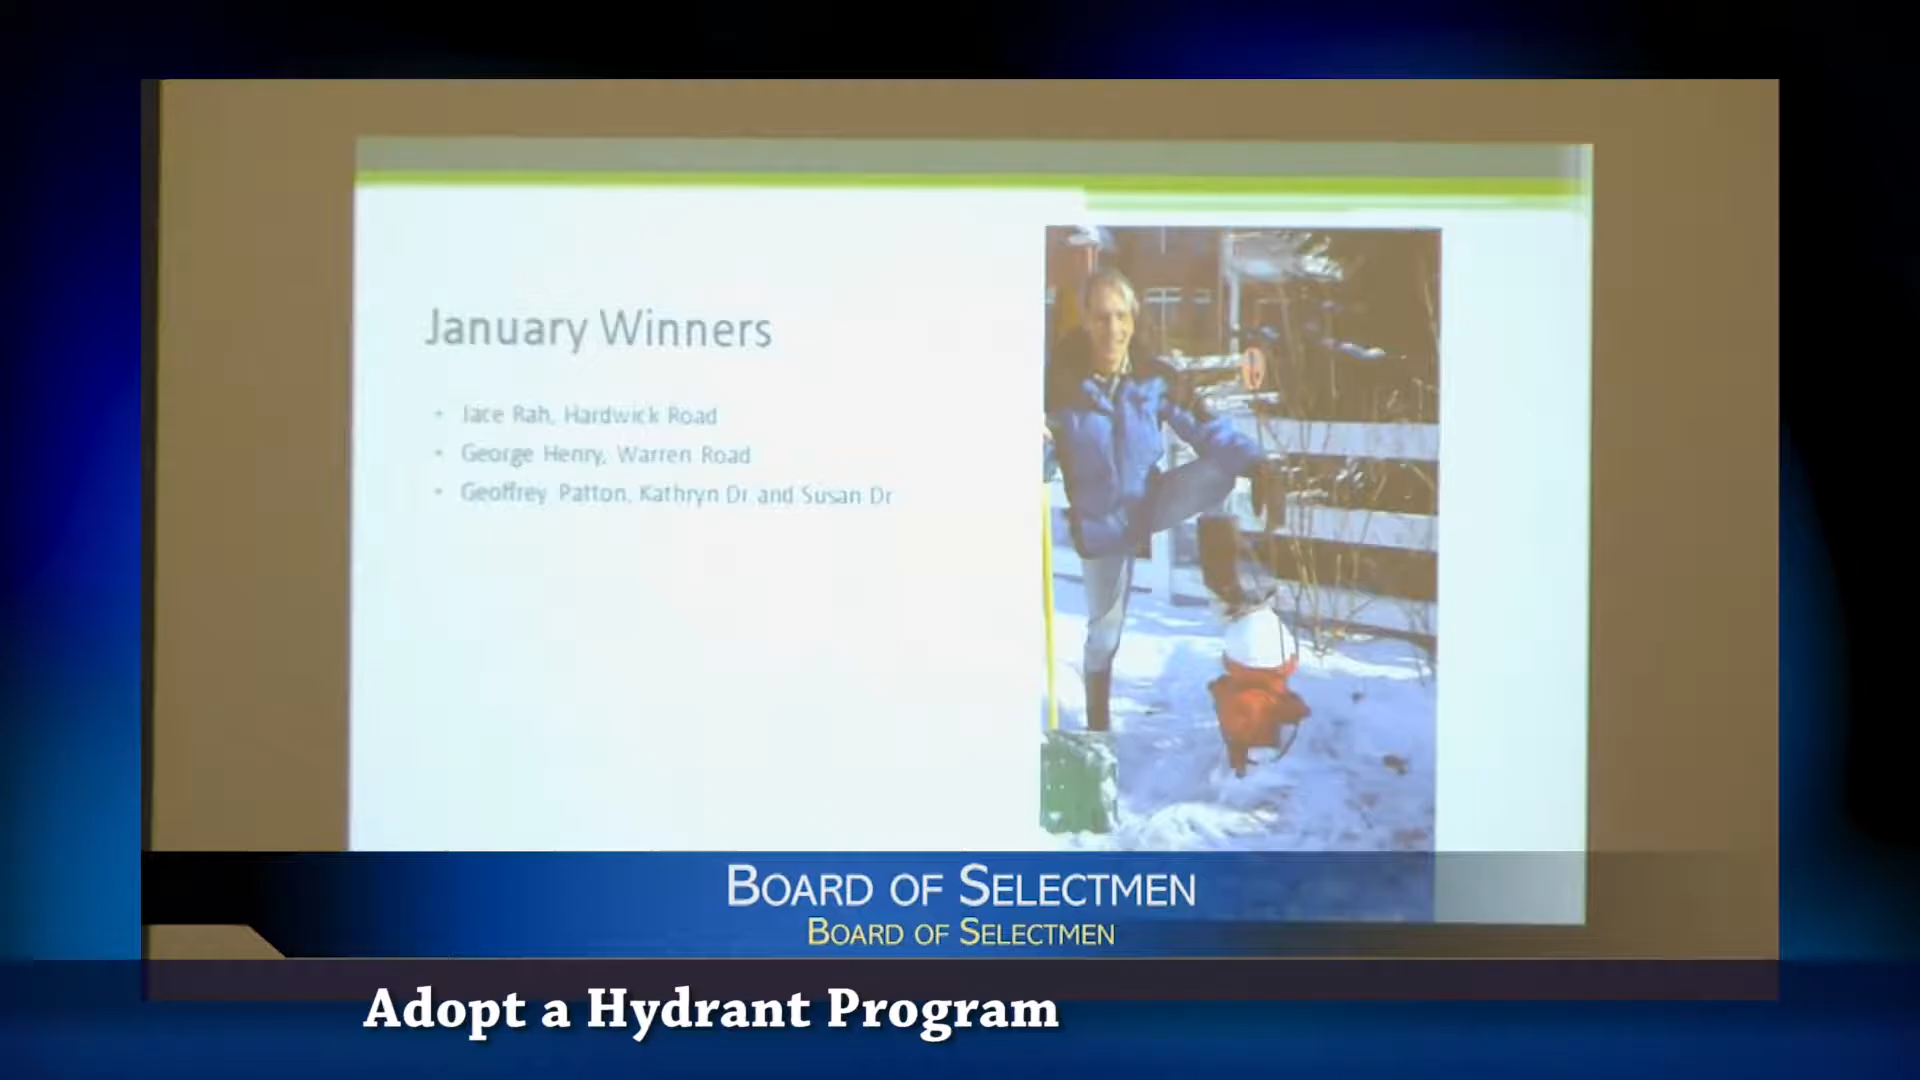 January Winners
• Jace Rah, Hardwick Road
• George Henry, Warren Road
• Geoffrey Patton, Kathryn Dr and Susan Dr
BOARD OF SELECTMEN
BOARD OF SELECTMEN
Adopt a Hydrant Program